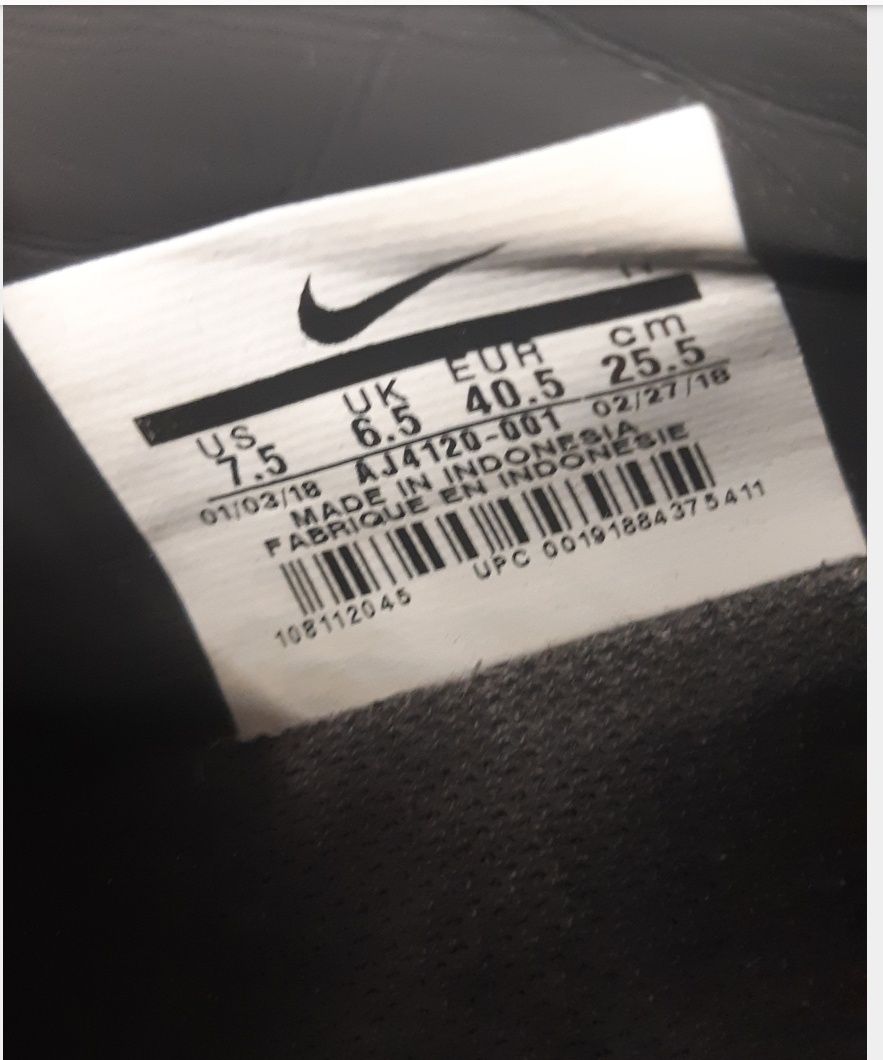 US UK EUR cm
7.5 6.5 40.5 25.5
01/03/18 AJ4120-001 02/27/18
MADE IN INDONESIA
FABRIQUE EN INDONESIE
108112045 UPC 00191884375411